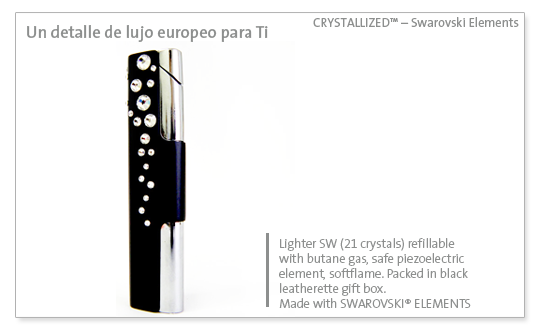 Un detalle de lujo europeo para Ti
CRYSTALLIZED™ – Swarovski Elements
Lighter SW (21 crystals) refillable
with butane gas, safe piezoelectric
element, softflame. Packed in black
leatherette gift box.
Made with SWAROVSKI® ELEMENTS